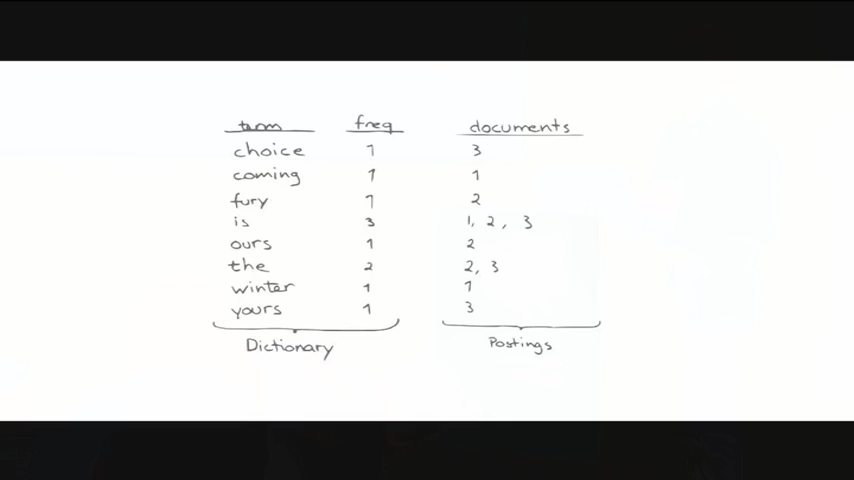 term freq documents
choice 1 3
coming 1 1
fury 1 2
is 3 1, 2, 3
ours 1 2
the 2 2, 3
winter 1 1
yours 1 3
Dictionary Postings